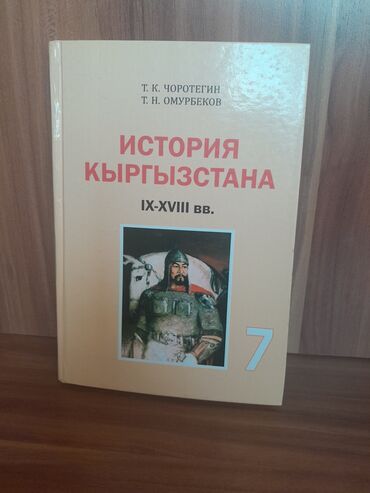 Т. К. ЧОРОТЕГИН
Т. Н. ОМУРБЕКОВ
ИСТОРИЯ
КЫРГЫЗСТАНА
IX-XVIII вв.
7